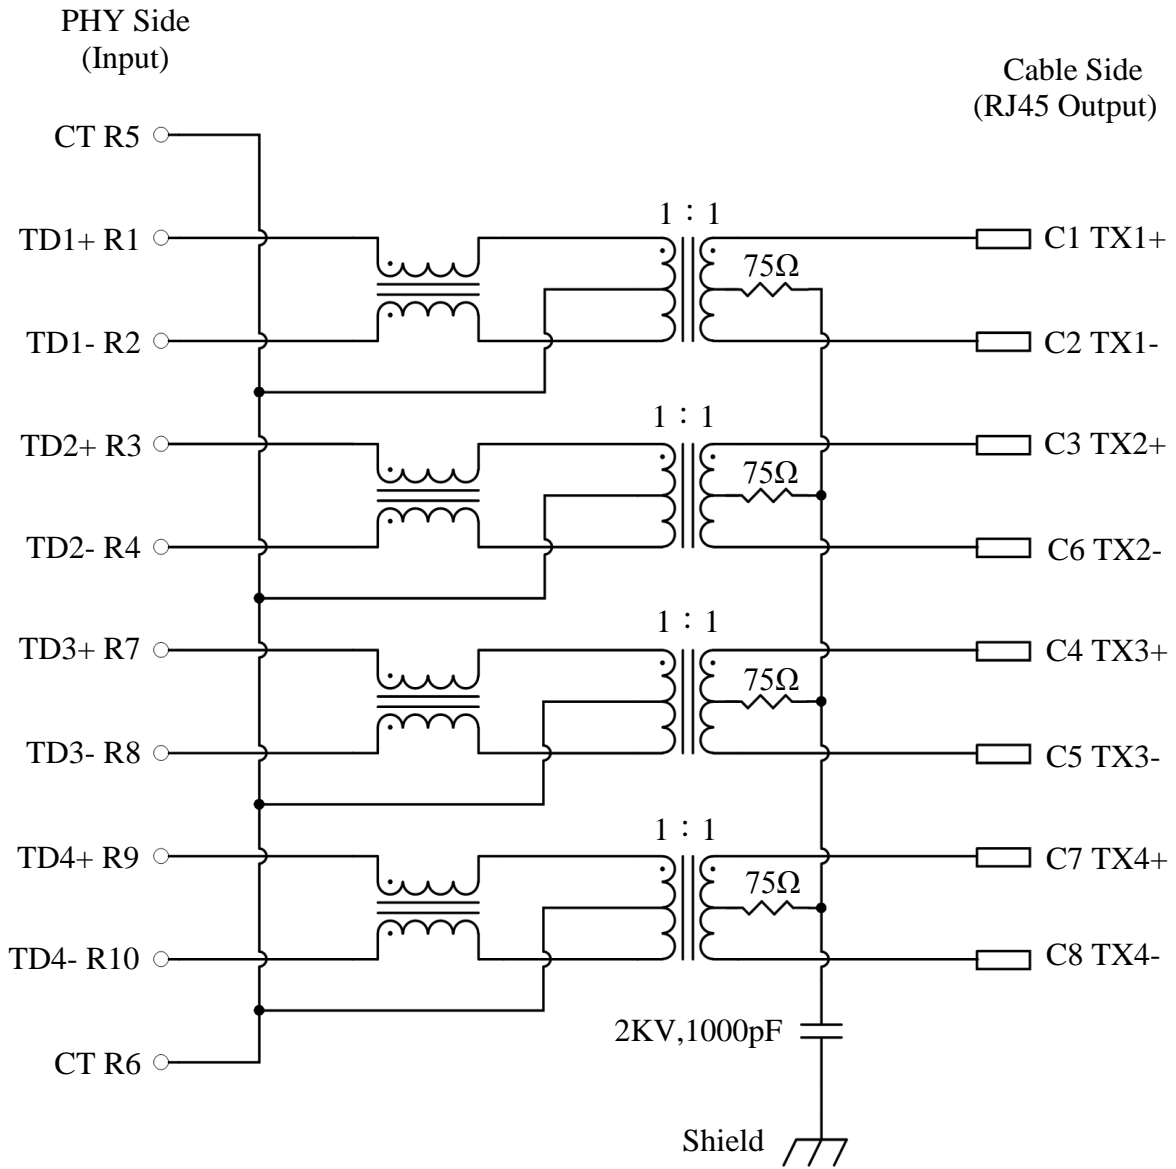 PHY Side
(Input)
Cable Side
(RJ45 Output)
CT R5
1 : 1
TD1+ R1
C1 TX1+
75Ω
TD1- R2
C2 TX1-
1 : 1
TD2+ R3
C3 TX2+
75Ω
TD2- R4
C6 TX2-
1 : 1
TD3+ R7
C4 TX3+
75Ω
TD3- R8
C5 TX3-
1 : 1
TD4+ R9
C7 TX4+
75Ω
TD4- R10
C8 TX4-
2KV,1000pF
CT R6
Shield